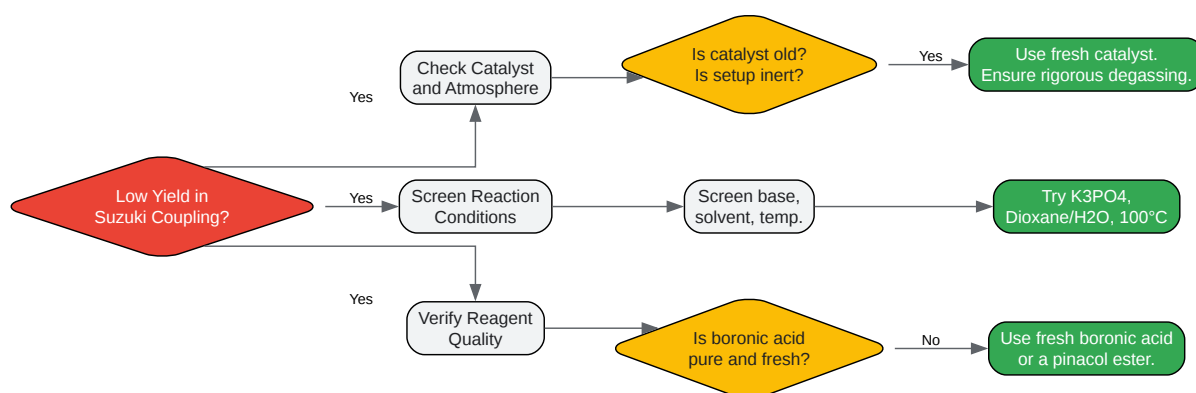 Is catalyst old?
Is setup inert?
Yes
Use fresh catalyst.
Ensure rigorous degassing.
Check Catalyst
and Atmosphere
Yes
Low Yield in
Suzuki Coupling?
Yes
Screen Reaction
Conditions
Screen base,
solvent, temp.
Try K3PO4,
Dioxane/H2O, 100°C
Yes
Verify Reagent
Quality
Is boronic acid
pure and fresh?
No
Use fresh boronic acid
or a pinacol ester.